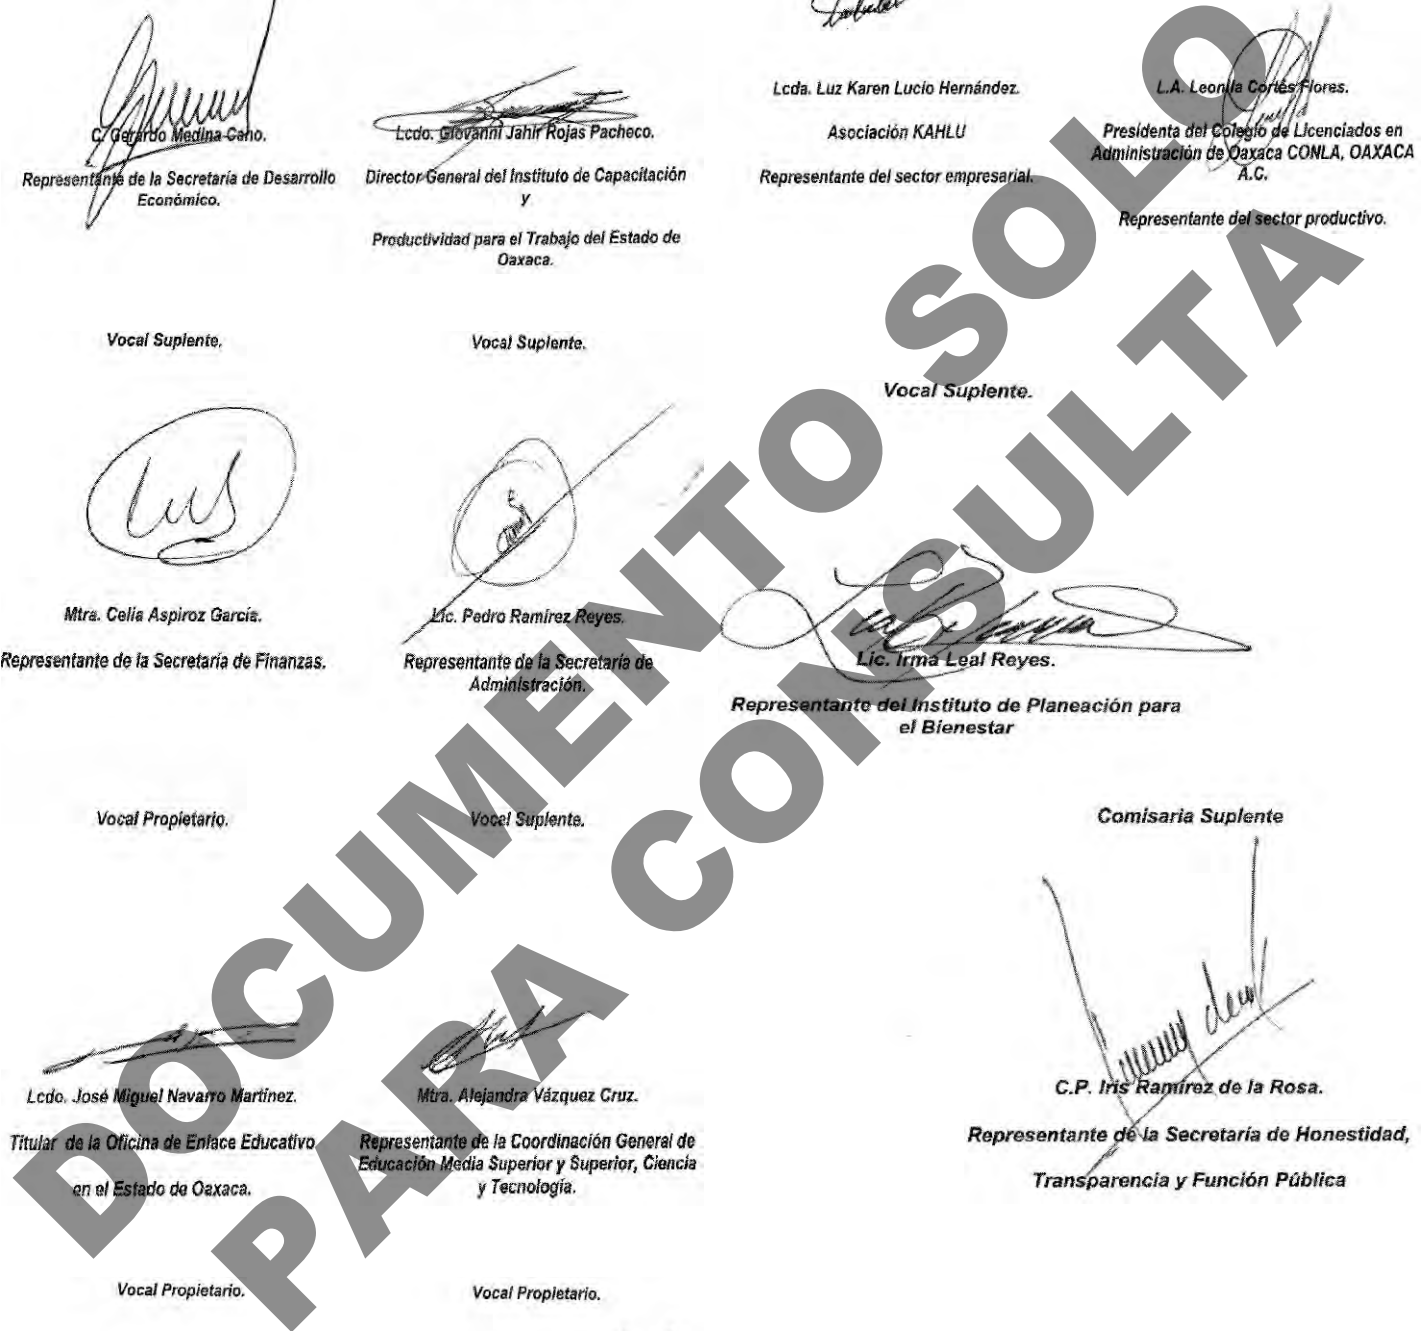 C. Gerardo Medina Cano.
Representante de la Secretaría de Desarrollo
Económico.
Lcdo. Giovanni Jahir Rojas Pacheco.
Director General del Instituto de Capacitación
y
Productividad para el Trabajo del Estado de
Oaxaca.
Lcda. Luz Karen Lucio Hernández.
Asociación KAHLU
Representante del sector empresarial.
L.A. Leonila Cortés Flores.
Presidenta del Colegio de Licenciados en
Administración de Oaxaca CONLA, OAXACA
A.C.
Representante del sector productivo.
Vocal Suplente.
Vocal Suplente.
Vocal Suplente.
Mtra. Celia Aspiroz García.
Representante de la Secretaría de Finanzas.
Lic. Pedro Ramírez Reyes.
Representante de la Secretaría de
Administración.
Lic. Irma Leal Reyes.
Representante del Instituto de Planeación para
el Bienestar
Vocal Propietario.
Vocal Suplente.
Comisaria Suplente
Lcdo. José Miguel Navarro Martínez.
Titular de la Oficina de Enlace Educativo
en el Estado de Oaxaca.
Mtra. Alejandra Vázquez Cruz.
Representante de la Coordinación General de
Educación Media Superior y Superior, Ciencia
y Tecnología.
C.P. Iris Ramírez de la Rosa.
Representante de la Secretaría de Honestidad,
Transparencia y Función Pública
Vocal Propietario.
Vocal Propietario.
DOCUMENTO SOLO
PARA CONSULTA